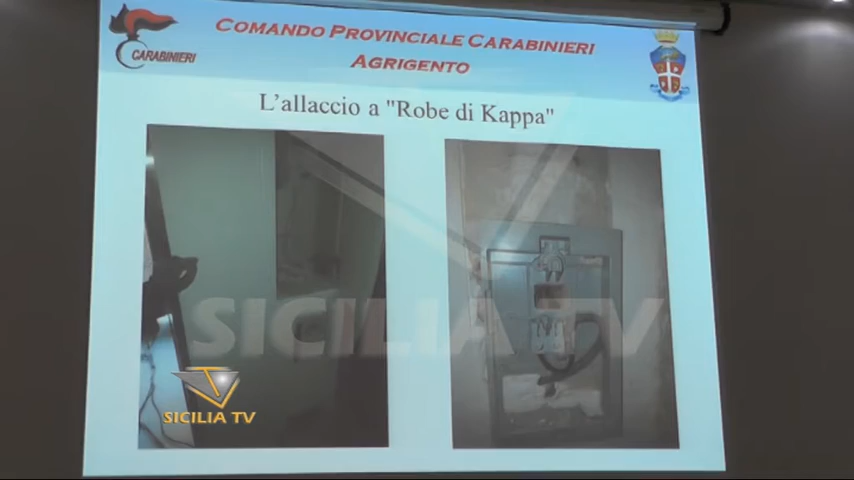 COMANDO PROVINCIALE CARABINIERI
AGRIGENTO
CARABINIERI
L'allaccio a "Robe di Kappa"
SICILIA TV
SICILIA TV